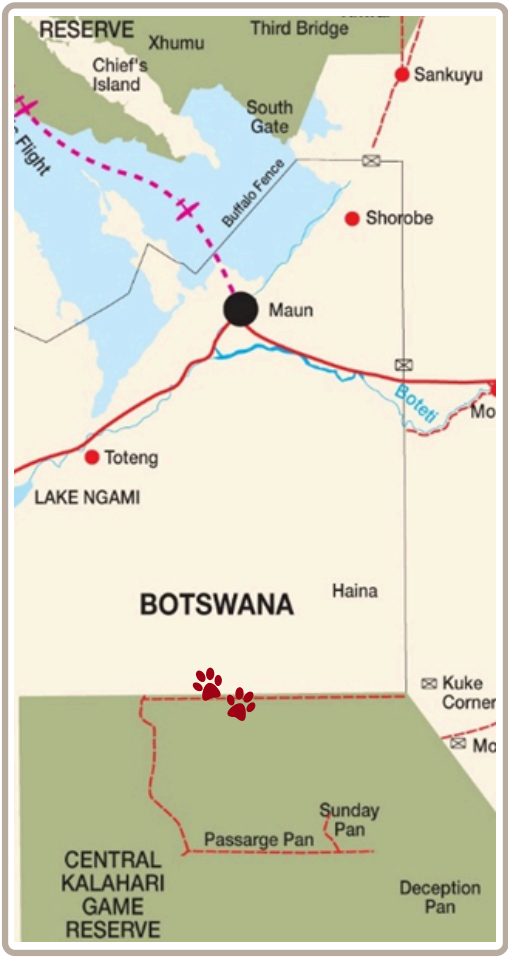 RESERVE
Xhumu
Third Bridge
Chief's
Island
Sankuyu
South
Gate
Flight
Buffalo Fence
Shorobe
Maun
Boteti
Mo
Toteng
LAKE NGAMI
Haina
BOTSWANA
Kuke
Corner
Mo
Sunday
Pan
Passarge Pan
CENTRAL
KALAHARI
GAME
RESERVE
Deception
Pan